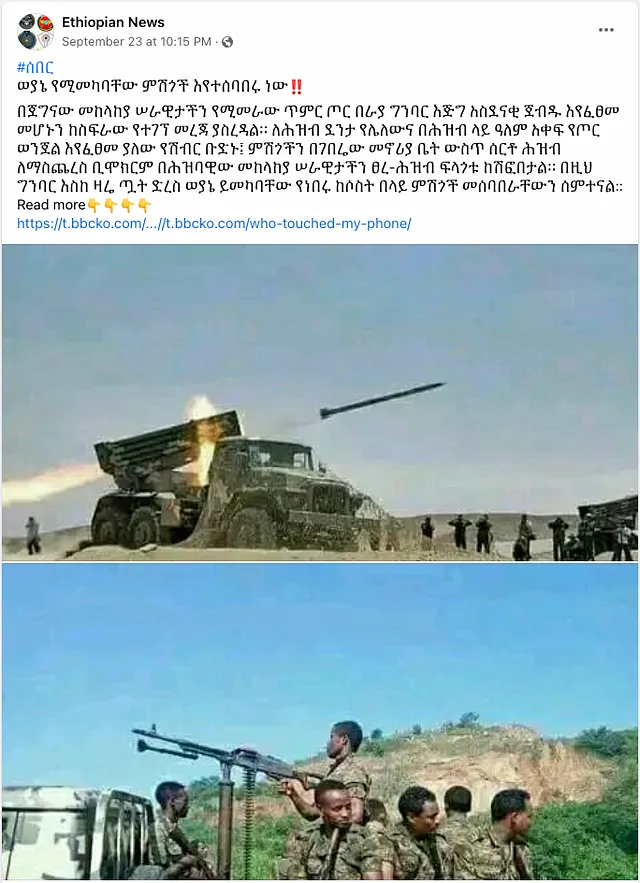 Ethiopian News
September 23 at 10:15 PM ·
#ሰበር
ወያኔ የሚመካባቸው ምሽጎች እየተሰባበሩ ነው‼️
በጀግናው መከላከያ ሠራዊታችን የሚመራው ጥምር ጦር በራያ ግንባር እጅግ አስደናቂ ጀብዱ እየፈፀመ
መሆኑን ከስፍራው የተገኘ መረጃ ያስረዳል። ለሕዝብ ደንታ የሌለውና በሕዝብ ላይ ዓለም አቀፍ የጦር
ወንጀል እየፈፀመ ያለው የሽብር ቡድኑ፤ ምሽጎችን በገበሬው መኖሪያ ቤት ውስጥ ሰርቶ ሕዝብ
ለማስጨረስ ቢሞክርም በሕዝባዊው መከላከያ ሠራዊታችን ፀረ-ሕዝብ ፍላጎቱ ከሽፎበታል። በዚህ
ግንባር እስከ ዛሬ ጧት ድረስ ወያኔ ይመካባቸው የነበሩ ከሶስት በላይ ምሽጎች መሰባበራቸውን ሰምተናል።
Read more👇👇👇👇
https://t.bbcko.com/...//t.bbcko.com/who-touched-my-phone/